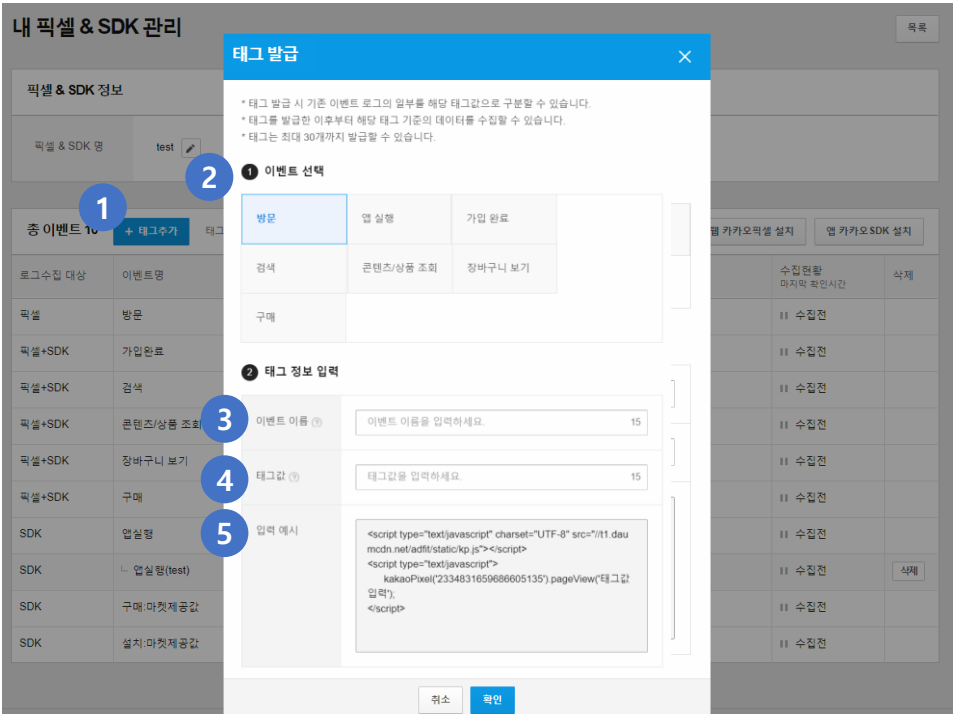 내 픽셀 & SDK 관리
목록
태그 발급
픽셀 & SDK 정보
* 태그 발급 시 기존 이벤트 로그의 일부를 해당 태그값으로 구분할 수 있습니다.
* 태그를 발급한 이후부터 해당 태그 기준의 데이터를 수집할 수 있습니다.
* 태그는 최대 30개까지 발급할 수 있습니다.
픽셀 & SDK 명 test
2
1 이벤트 선택
1
방문 앱 실행 가입 완료
총 이벤트 10 + 태그추가 태그
카카오픽셀 설치 앱 카카오SDK 설치
검색 콘텐츠/상품 조회 장바구니 보기
구매
로그수집 대상 이벤트명 수집현황 삭제
마지막 확인시간
픽셀 방문 수집전
픽셀+SDK 가입완료 수집전
픽셀+SDK 검색 수집전
픽셀+SDK 콘텐츠/상품 조회 수집전
픽셀+SDK 장바구니 보기 수집전
픽셀+SDK 구매 수집전
SDK 앱실행 수집전
SDK 앱실행(test) 수집전 삭제
SDK 구매:마켓제공값 수집전
SDK 설치:마켓제공값 수집전
2 태그 정보 입력
3 이벤트 이름 ? 이벤트 이름을 입력하세요. 15
4 태그값 ? 태그값을 입력하세요. 15
5 입력 예시
<script type="text/javascript" charset="UTF-8" src="//t1.dau
mcdn.net/adfit/static/kp.js"></script>
<script type="text/javascript">
kakaoPixel('2334831659686605135').pageView('태그값
입력');
</script>
취소 확인